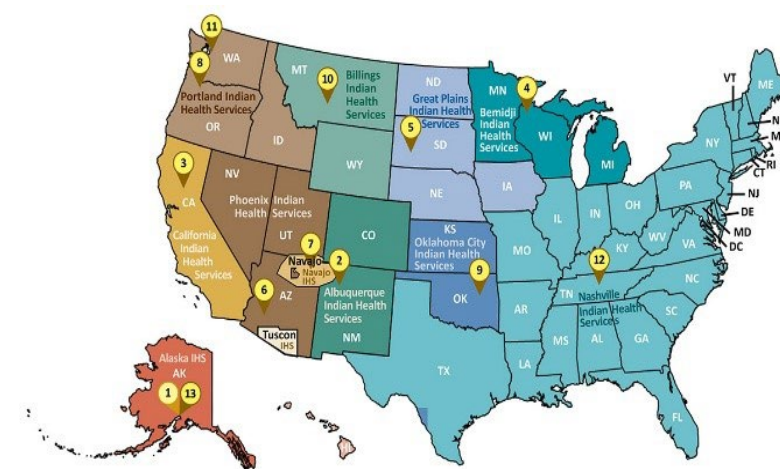 11
WA
8
Portland Indian
Health Services
OR
ID
MT
10
Billings
Indian
Health
Services
WY
ND
Great Plains
Indian Health
Services
5
SD
NE
IA
4
MN
Bemidji
Indian
Health
Services
WI
MI
3
CA
California
Indian
Health
Services
NV
Phoenix Indian
Health Services
UT
7
Navajo
Navajo
IHS
6
AZ
Tuscon
IHS
2
CO
Albuquerque
Indian Health
Services
NM
KS
Oklahoma City
Indian Health
Services
9
OK
TX
MO
AR
LA
IL
IN
OH
KY
WV
VA
PA
NY
VT
ME
N
M
RI
CT
NJ
DE
MD
DC
12
TN
Nashville
Indian Health
Services
NC
SC
MS
AL
GA
FL
Alaska IHS
AK
1
13